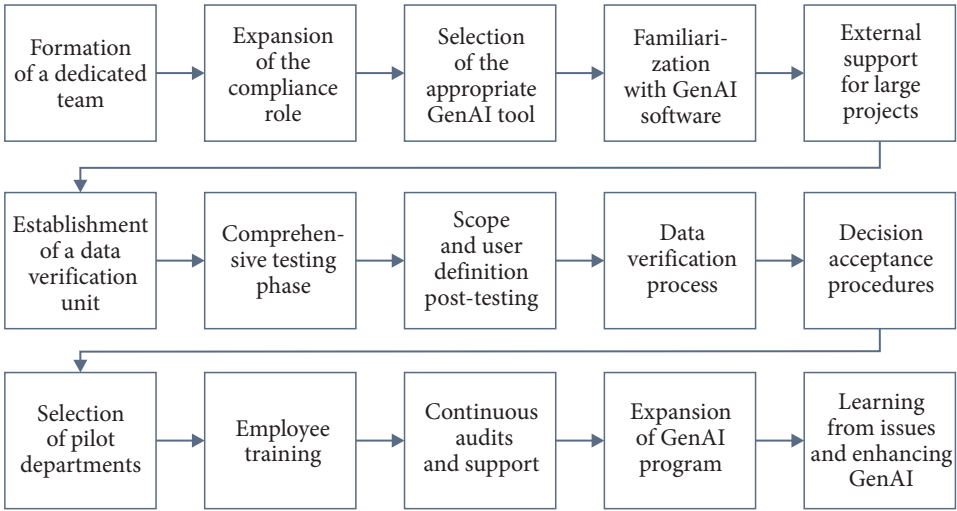 Formation
of a dedicated
team
Expansion
of the
compliance
role
Selection
of the
appropriate
GenAI tool
Familiari-
zation
with GenAI
software
External
support
for large
projects
Establishment
of a data
verification
unit
Comprehen-
sive testing
phase
Scope
and user
definition
post-testing
Data
verification
process
Decision
acceptance
procedures
Selection
of pilot
departments
Employee
training
Continuous
audits
and support
Expansion
of GenAI
program
Learning
from issues
and enhancing
GenAI